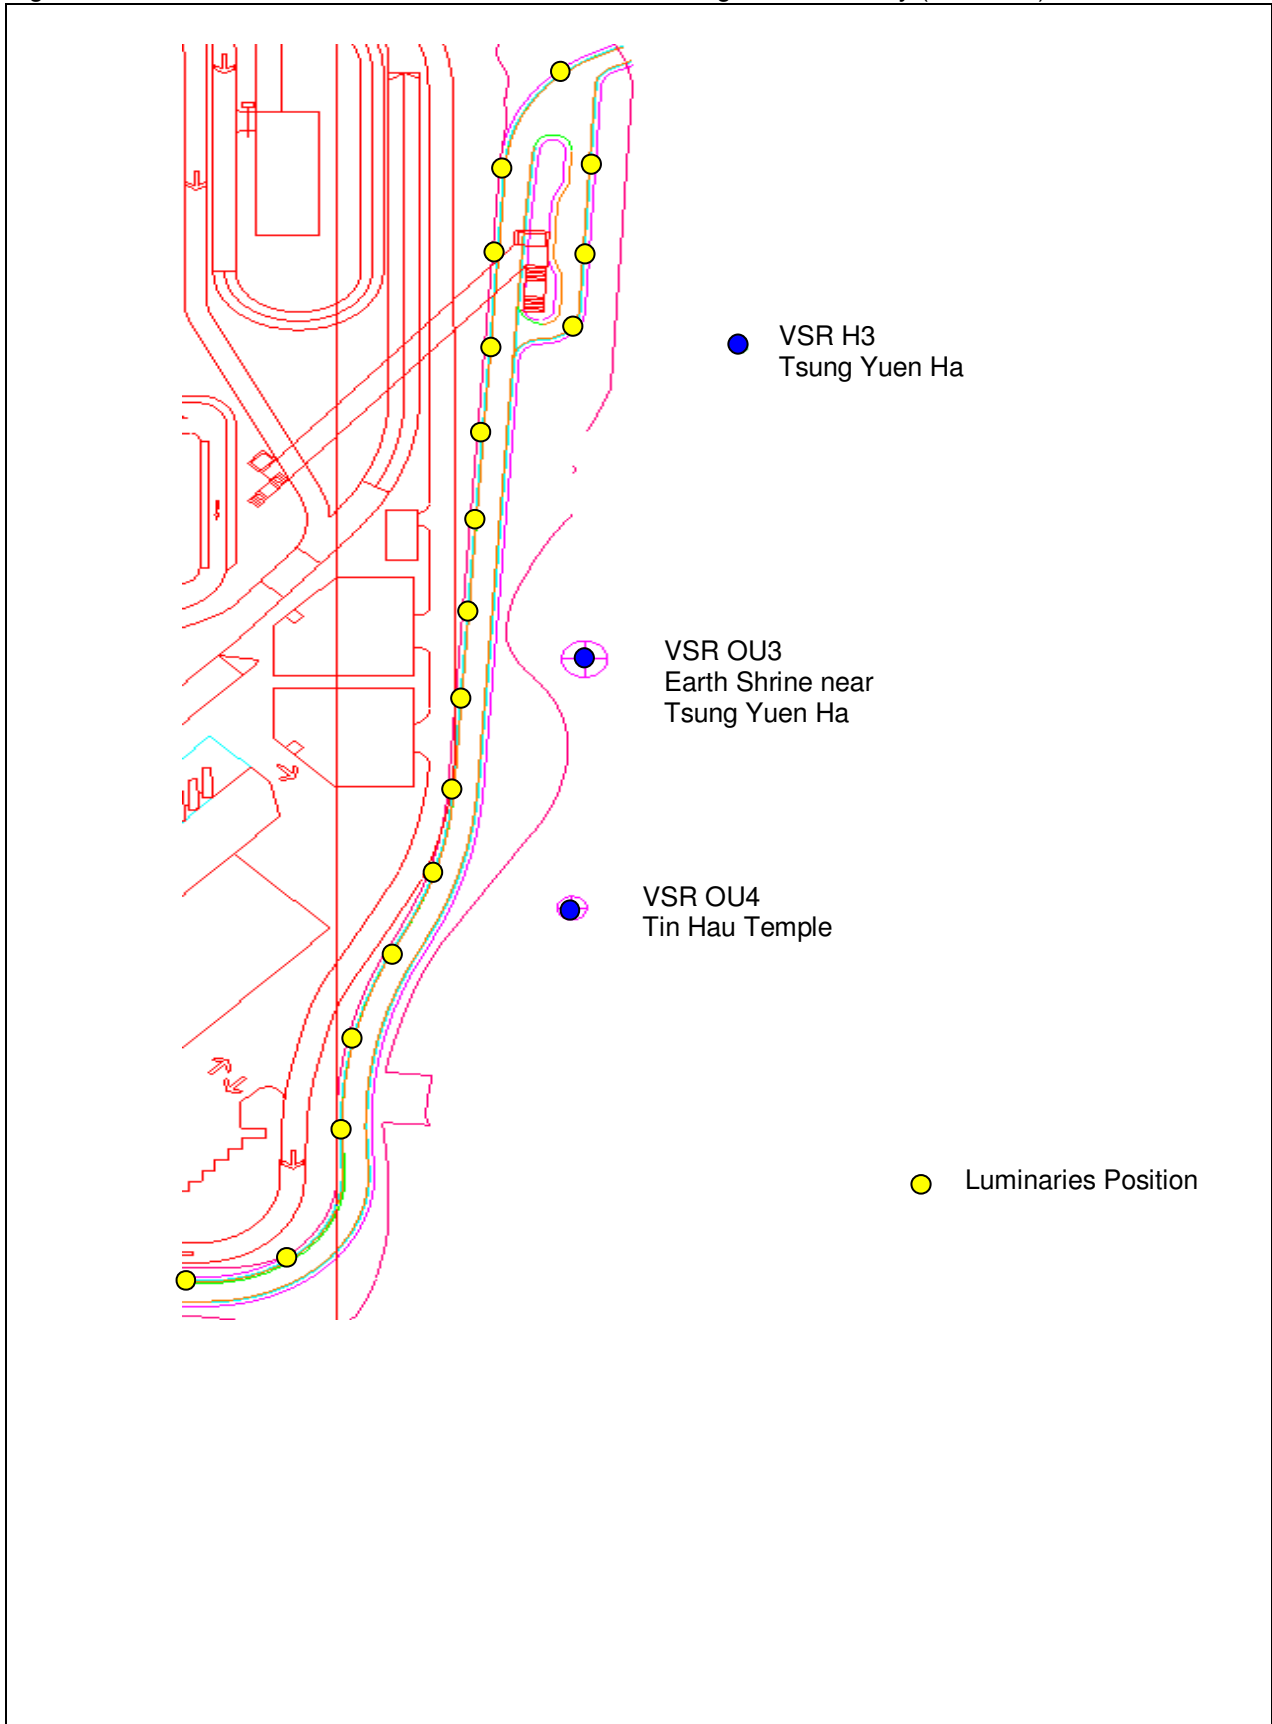 VSR H3
Tsung Yuen Ha
VSR OU3
Earth Shrine near
Tsung Yuen Ha
VSR OU4
Tin Hau Temple
Luminaries Position